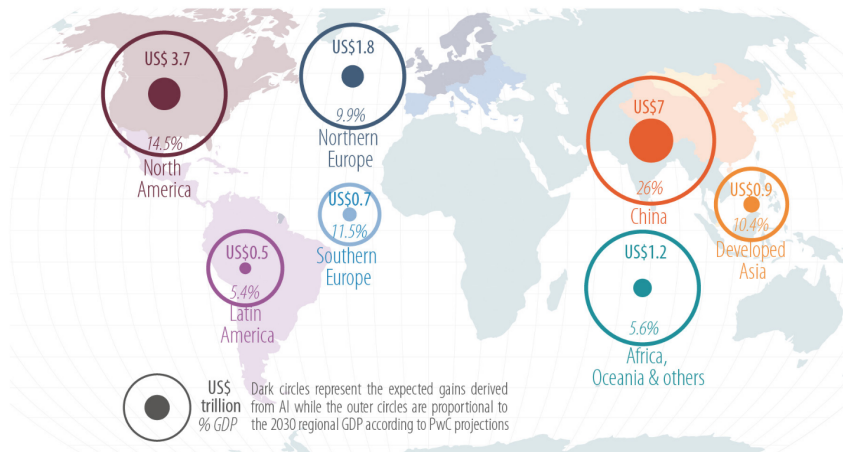 US$ 3.7
14.5%
North
America
US$1.8
9.9%
Northern
Europe
US$0.7
11.5%
Southern
Europe
US$0.5
5.4%
Latin
America
US$7
26%
China
US$0.9
10.4%
Developed
Asia
US$1.2
5.6%
Africa,
Oceania & others
US$
trillion
% GDP
Dark circles represent the expected gains derived
from AI while the outer circles are proportional to
the 2030 regional GDP according to PwC projections